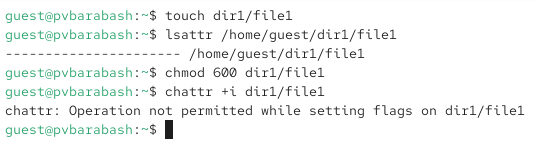 guest@pvbarabash:~$ touch dir1/file1
guest@pvbarabash:~$ lsattr /home/guest/dir1/file1
---------------------- /home/guest/dir1/file1
guest@pvbarabash:~$ chmod 600 dir1/file1
guest@pvbarabash:~$ chattr +i dir1/file1
chattr: Operation not permitted while setting flags on dir1/file1
guest@pvbarabash:~$